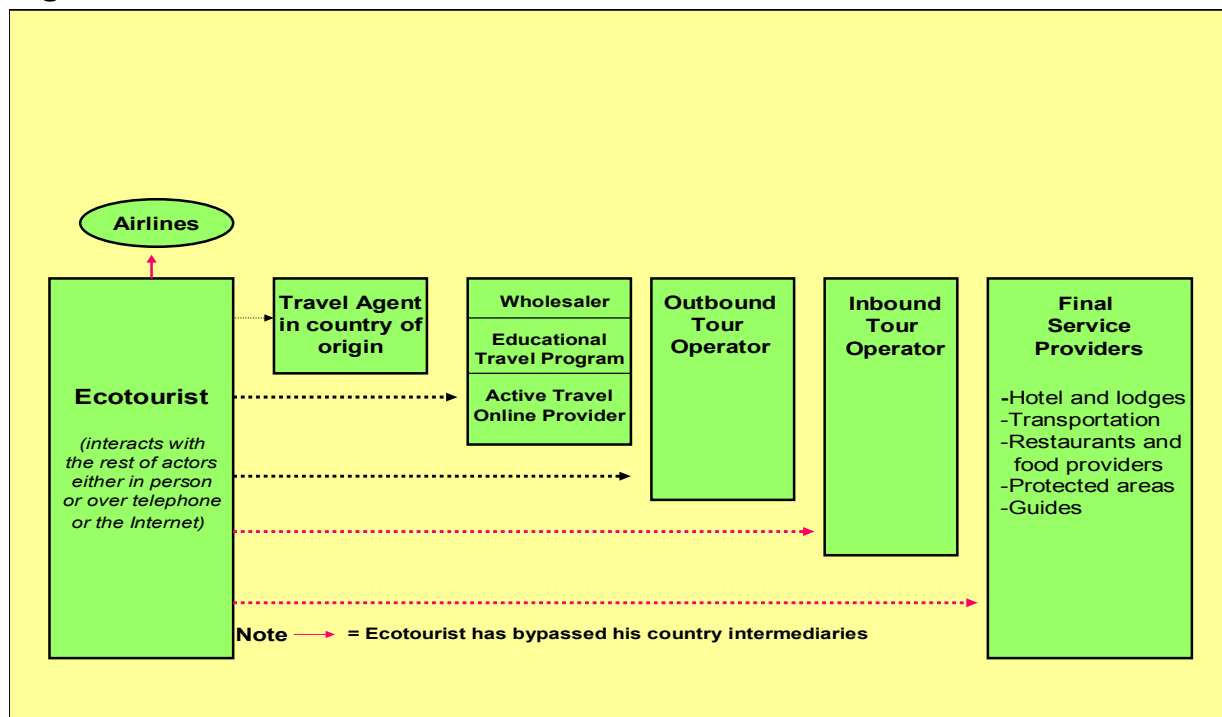 Airlines
Ecotourist
(interacts with
the rest of actors
either in person
or over telephone
or the Internet)
Travel Agent
in country of
origin
Wholesaler
Educational
Travel Program
Active Travel
Online Provider
Outbound
Tour
Operator
Inbound
Tour
Operator
Final
Service
Providers
-Hotel and lodges
-Transportation
-Restaurants and
food providers
-Protected areas
-Guides
Note = Ecotourist has bypassed his country intermediaries